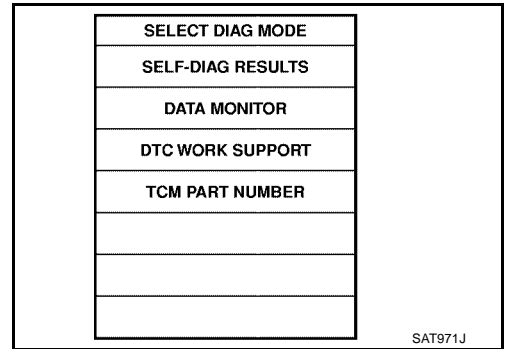 SELECT DIAG MODE
SELF-DIAG RESULTS
DATA MONITOR
DTC WORK SUPPORT
TCM PART NUMBER
SAT971J